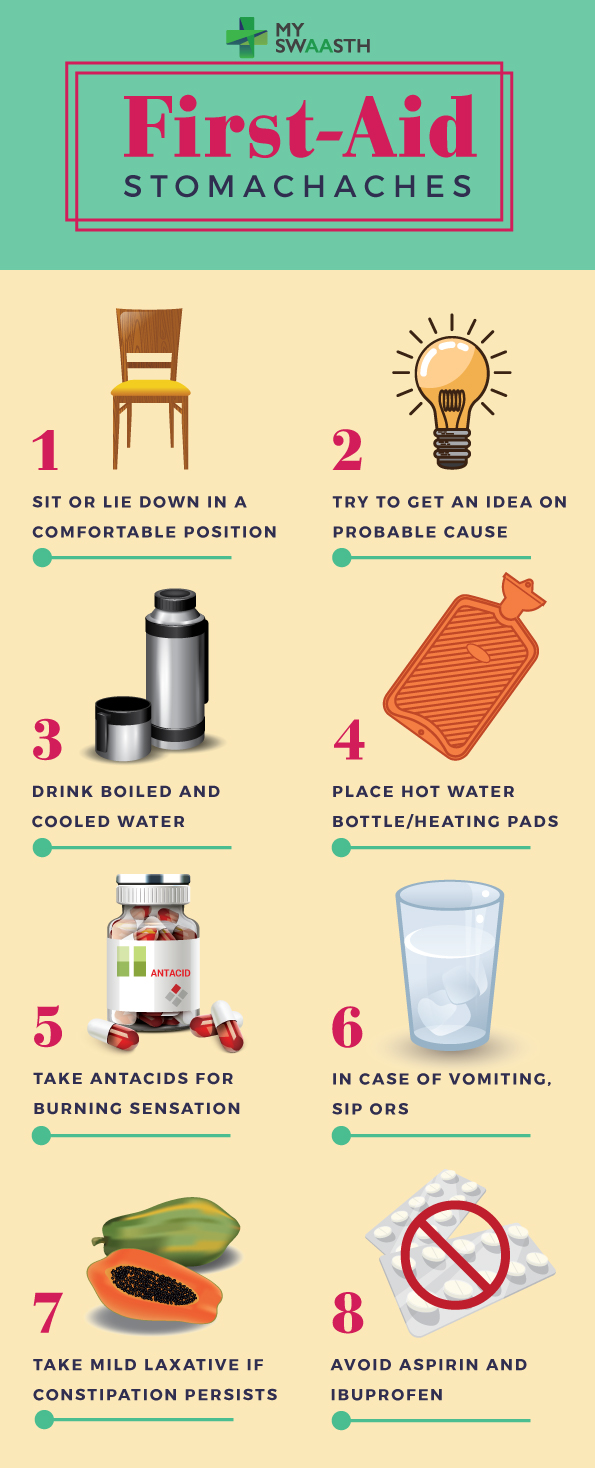 MY
SWAASTH
First-Aid
STOMACHACHES
1
SIT OR LIE DOWN IN A
COMFORTABLE POSITION
2
TRY TO GET AN IDEA ON
PROBABLE CAUSE
3
DRINK BOILED AND
COOLED WATER
4
PLACE HOT WATER
BOTTLE/HEATING PADS
ANTACID
5
TAKE ANTACIDS FOR
BURNING SENSATION
6
IN CASE OF VOMITING,
SIP ORS
7
TAKE MILD LAXATIVE IF
CONSTIPATION PERSISTS
8
AVOID ASPIRIN AND
IBUPROFEN